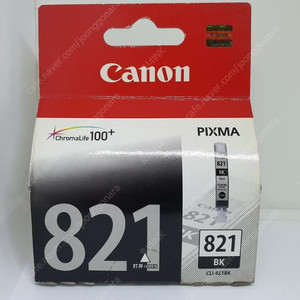 Canon
ChromaLife100+
PIXMA
821
BK
821
821
BK
CLI-821BK